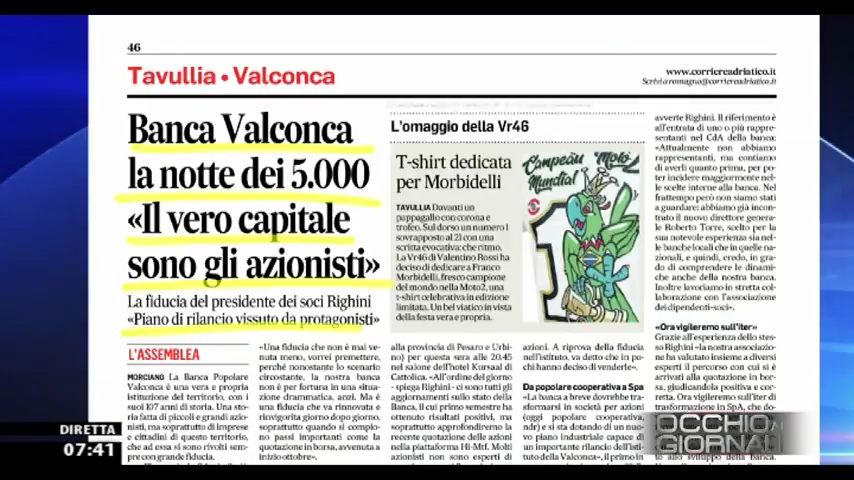 46
Tavullia • Valconca
www.corriereadriatico.it
Scrivi a romagna@corriereadriatico.it
Banca Valconca
la notte dei 5.000
«Il vero capitale
sono gli azionisti»
La fiducia del presidente dei soci Righini
«Piano di rilancio vissuto da protagonisti»
L'ASSEMBLEA
MORCIANO La Banca Popolare
Valconca è una vera e propria
istituzione del territorio, con i
suoi 107 anni di storia. Una sto-
ria fatta di piccoli e grandi azio-
nisti, ma soprattutto di imprese
e cittadini di questo territorio,
che ad essa si sono rivolti sem-
pre con grande fiducia.
«Una fiducia che non è mai ve-
nuta meno, vorrei premettere,
perché nonostante lo scenario
circostante, la nostra banca
non è per fortuna in una situa-
zione drammatica, anzi. Ma è
una fiducia che va rinnovata e
rinvigorita giorno dopo giorno,
soprattutto quando si compio-
no passi importanti come la
quotazione in borsa, avvenuta a
inizio ottobre».
L'omaggio della Vr46
T-shirt dedicata
per Morbidelli
TAVULLIA Davanti un
pappagallo con corona e
trofeo. Sul dorso un numero 1
sovrapposto al 21 con una
scritta evocativa: che ritmo.
La VR46 di Valentino Rossi ha
deciso di dedicare a Franco
Morbidelli, fresco campione
del mondo nella Moto2, una
t-shirt celebrativa in edizione
limitata. Un bel viatico in vista
della festa vera e propria.
Campeau Moto2
Mundial
alla provincia di Pesaro e Urbi-
no) per questa sera alle 20.45
nel salone dell'hotel Kursaal di
Cattolica. «All'ordine del giorno
- spiega Righini - ci sono tutti gli
aggiornamenti sullo stato della
Banca, il cui primo semestre ha
ottenuto risultati positivi, ma
soprattutto approfondiremo la
recente quotazione delle azioni
nella piattaforma Hi-Mtf. Molti
azionisti non sono esperti di
azioni. A riprova della fiducia
nell'istituto, va detto che in po-
chi hanno deciso di venderle».
Da popolare cooperativa a Spa
«La banca a breve dovrebbe tra-
sformarsi in società per azioni
(oggi popolare cooperativa,
ndr) e si sta dotando di un nuo-
vo piano industriale capace di
un importante rilancio dell'isti-
tuto della Valconca», il primo in
avverte Righini. Il riferimento è
all'entrata di uno o più rappre-
sentanti nel CdA della banca:
«Attualmente non abbiamo
rappresentanti, ma contiamo
di averli quanto prima, per po-
ter incidere maggiormente nel-
le scelte interne alla banca. Nel
frattempo però non siamo stati
a guardare: abbiamo già incon-
trato il nuovo direttore genera-
le Roberto Torre, scelto per la
sua notevole esperienza sia nel-
le banche locali che in quelle na-
zionali, e quindi, credo, in gra-
do di comprendere le dinami-
che anche della nostra banca.
Inoltre lavoriamo in stretta col-
laborazione con l'associazione
dei dipendenti-soci».
«Ora vigileremo sull'iter»
Grazie all'esperienza dello stes-
so Righini «la nostra associazio-
ne ha valutato insieme a diversi
esperti il percorso con cui si è
arrivati alla quotazione in bor-
sa, giudicandola positiva e cor-
retta. Ora vigileremo sull'iter di
trasformazione in SpA, che do-
DIRETTA
07:41
OCCHIO AI
GIORNALI